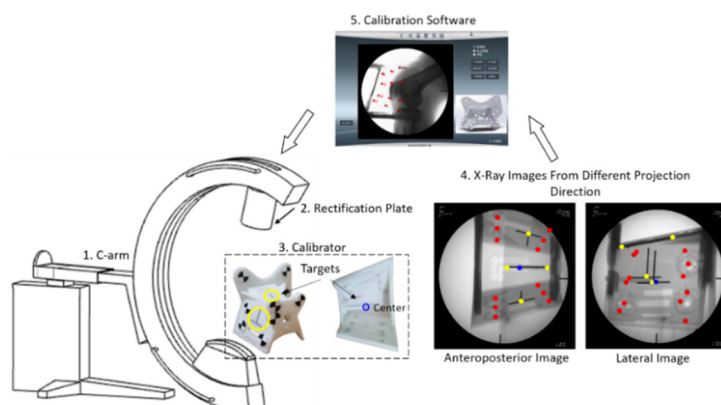 5. Calibration Software
4. X-Ray Images From Different Projection
Direction
2. Rectification Plate
1. C-arm
3. Calibrator
Targets
Center
Anteroposterior Image
Lateral Image